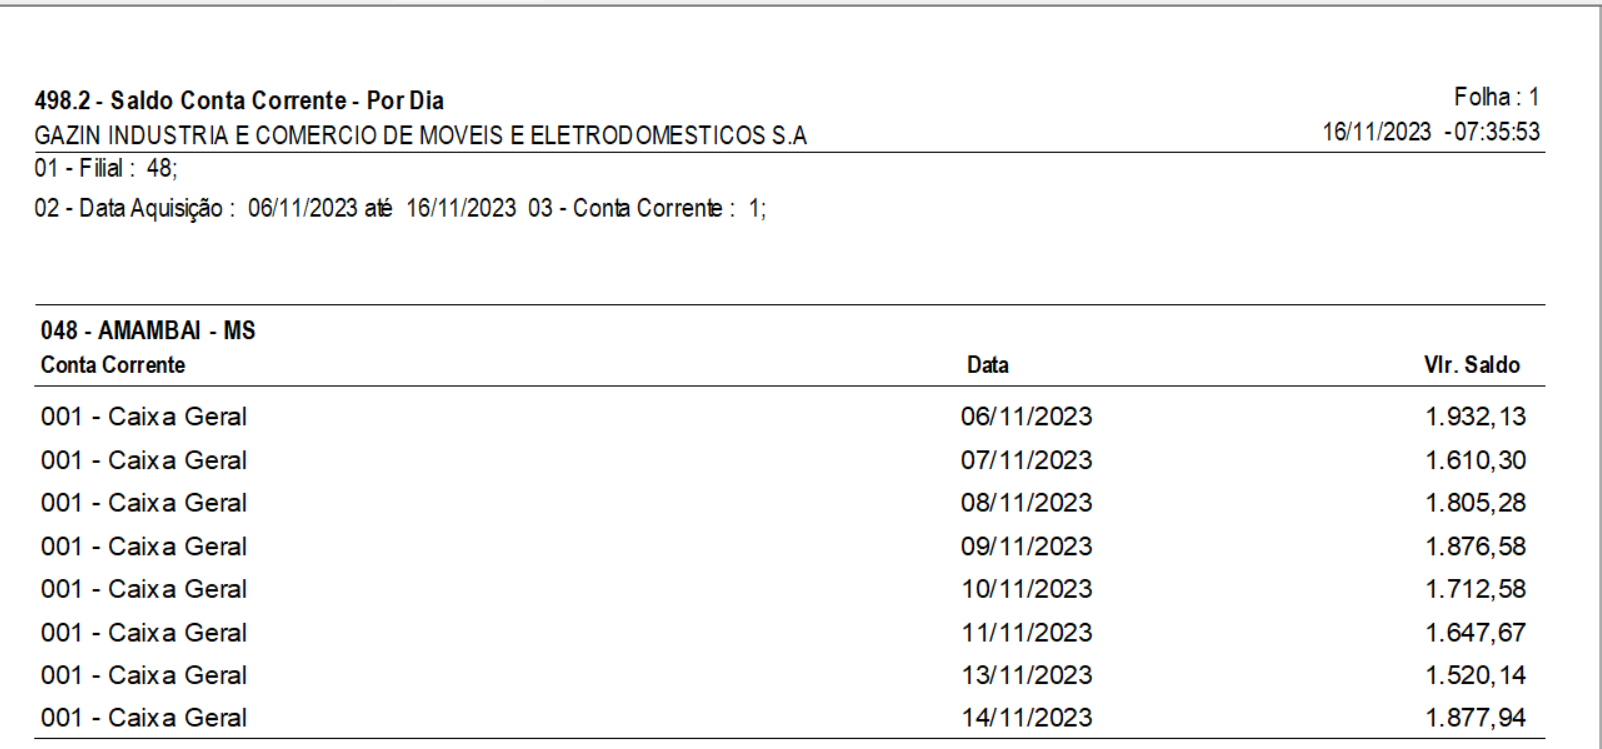 498.2 - Saldo Conta Corrente - Por Dia Folha : 1
GAZIN INDUSTRIA E COMERCIO DE MOVEIS E ELETRODOMESTICOS S.A 16/11/2023 - 07:35:53
01 - Filial : 48;
02 - Data Aquisição : 06/11/2023 até 16/11/2023 03 - Conta Corrente : 1;
048 - AMAMBAI - MS
Conta Corrente Data Vlr. Saldo
001 - Caixa Geral 06/11/2023 1.932,13
001 - Caixa Geral 07/11/2023 1.610,30
001 - Caixa Geral 08/11/2023 1.805,28
001 - Caixa Geral 09/11/2023 1.876,58
001 - Caixa Geral 10/11/2023 1.712,58
001 - Caixa Geral 11/11/2023 1.647,67
001 - Caixa Geral 13/11/2023 1.520,14
001 - Caixa Geral 14/11/2023 1.877,94